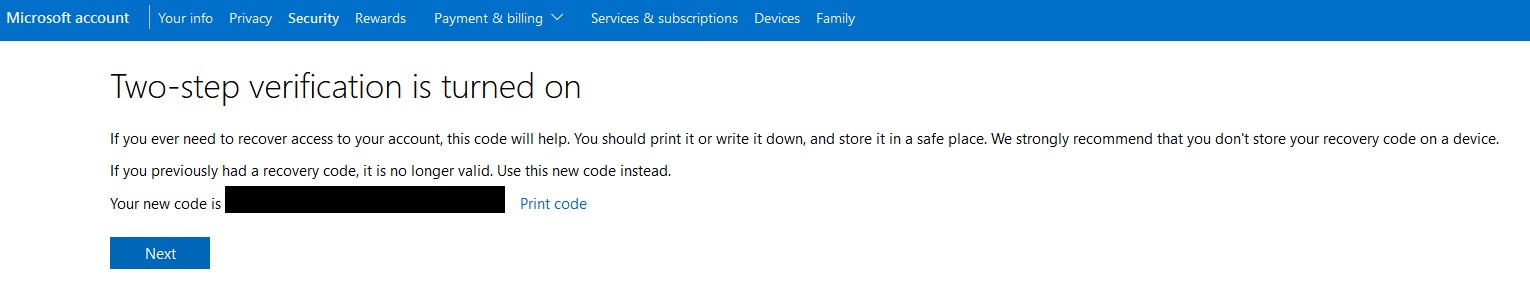 Microsoft account Your info Privacy Security Rewards Payment & billing Services & subscriptions Devices Family
Two-step verification is turned on
If you ever need to recover access to your account, this code will help. You should print it or write it down, and store it in a safe place. We strongly recommend that you don't store your recovery code on a device.
If you previously had a recovery code, it is no longer valid. Use this new code instead.
Your new code is Print code
Next